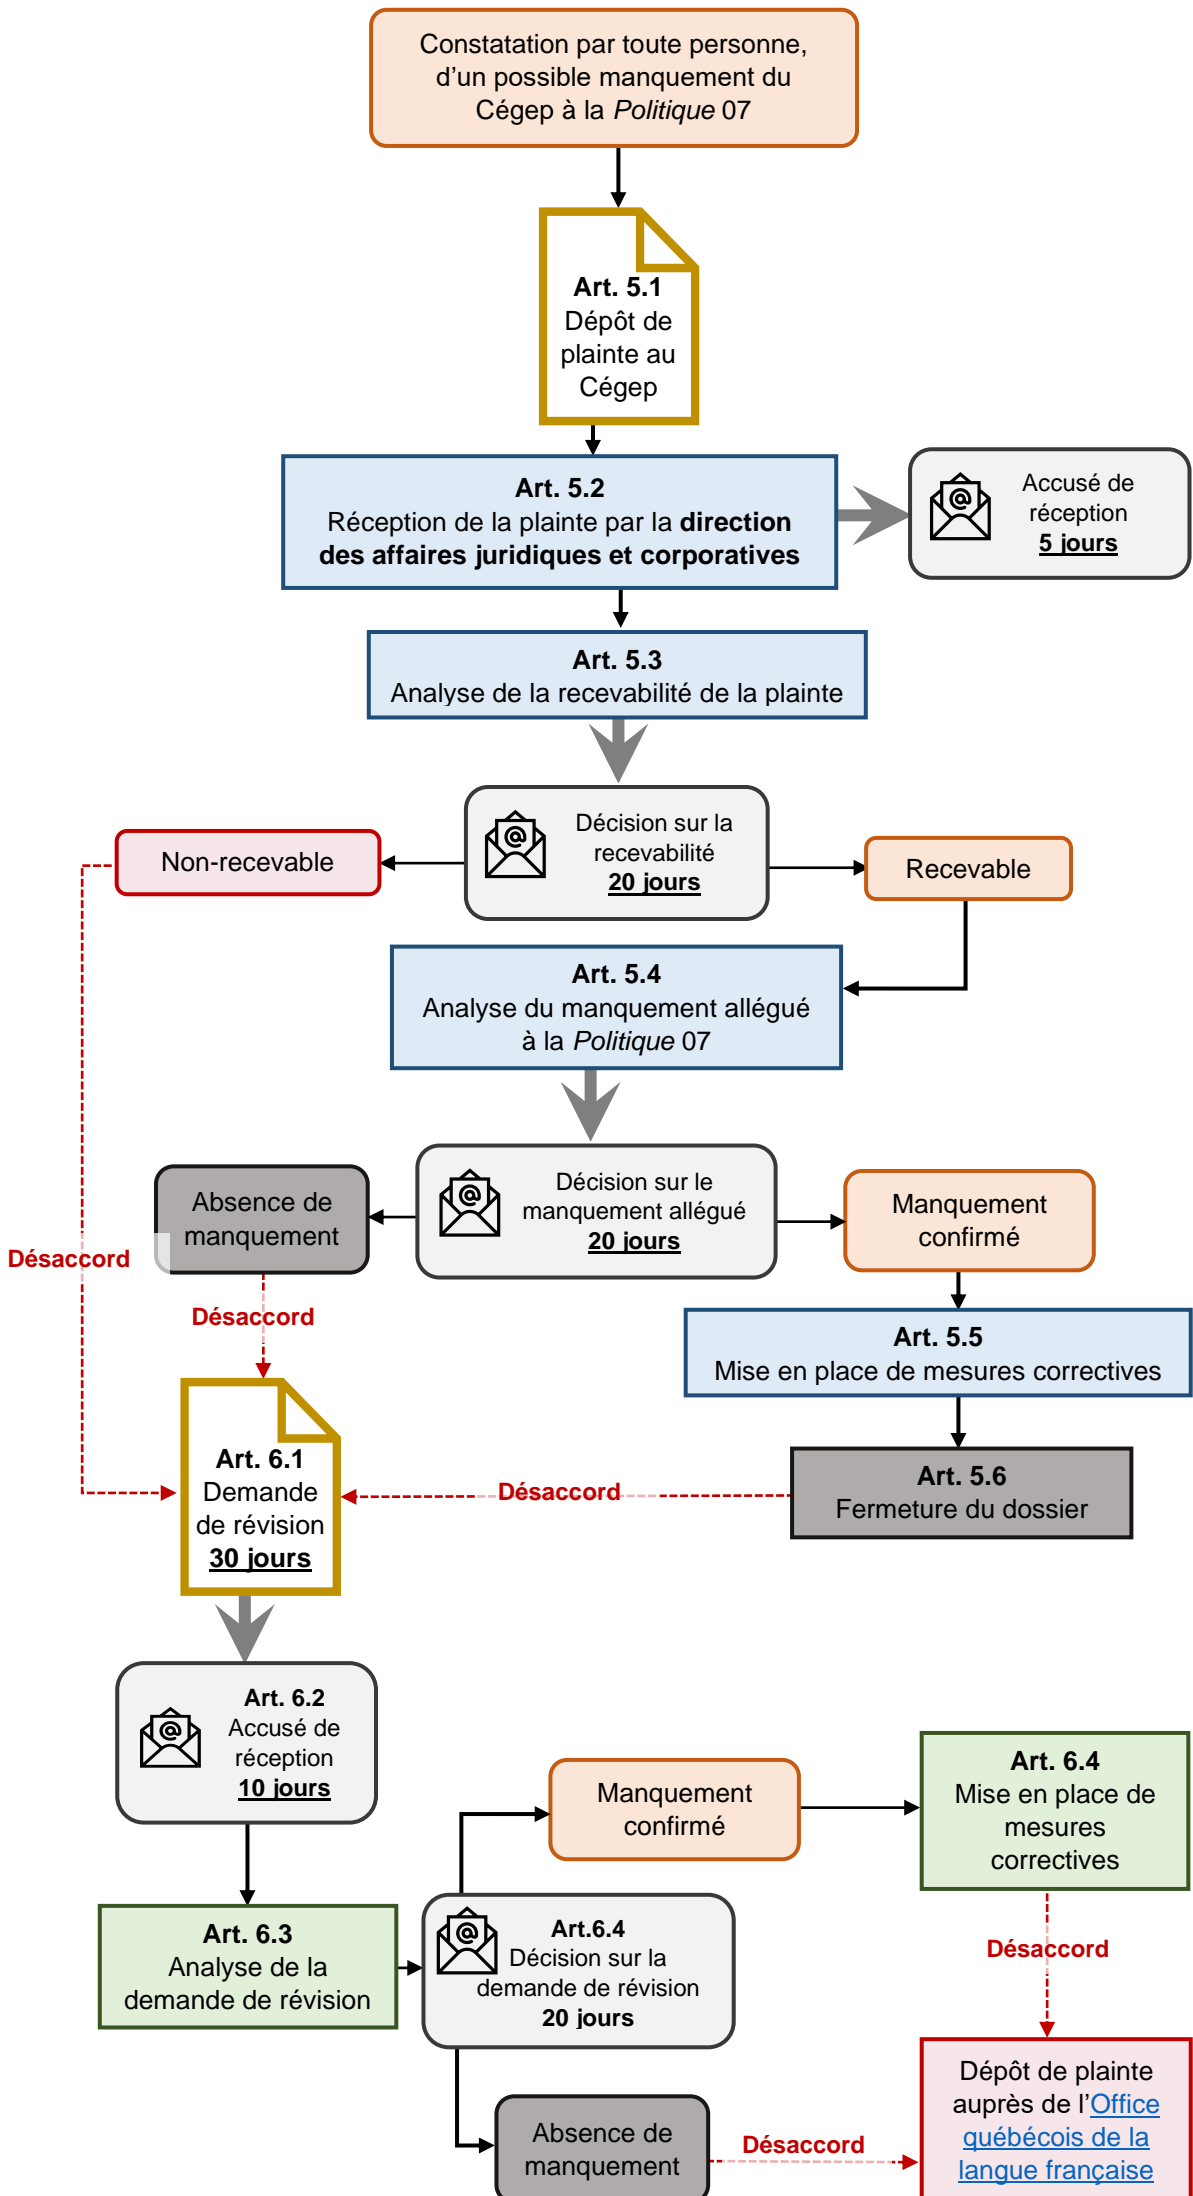 Constatation par toute personne,
d'un possible manquement du
Cégep à la Politique 07
Art. 5.1
Dépôt de
plainte au
Cégep
Art. 5.2
Réception de la plainte par la direction
des affaires juridiques et corporatives
Accusé de
réception
5 jours
Art. 5.3
Analyse de la recevabilité de la plainte
Décision sur la
recevabilité
20 jours
Non-recevable
Recevable
Art. 5.4
Analyse du manquement allégué
à la Politique 07
Décision sur le
manquement allégué
20 jours
Absence de
manquement
Manquement
confirmé
Désaccord
Désaccord
Art. 5.5
Mise en place de mesures correctives
Art. 5.6
Fermeture du dossier
Désaccord
Art. 6.1
Demande
de révision
30 jours
Art. 6.2
Accusé de
réception
10 jours
Art. 6.3
Analyse de la
demande de révision
Art.6.4
Décision sur la
demande de révision
20 jours
Manquement
confirmé
Art. 6.4
Mise en place de
mesures
correctives
Désaccord
Absence de
manquement
Désaccord
Dépôt de plainte
auprès de l'Office
québécois de la
langue française